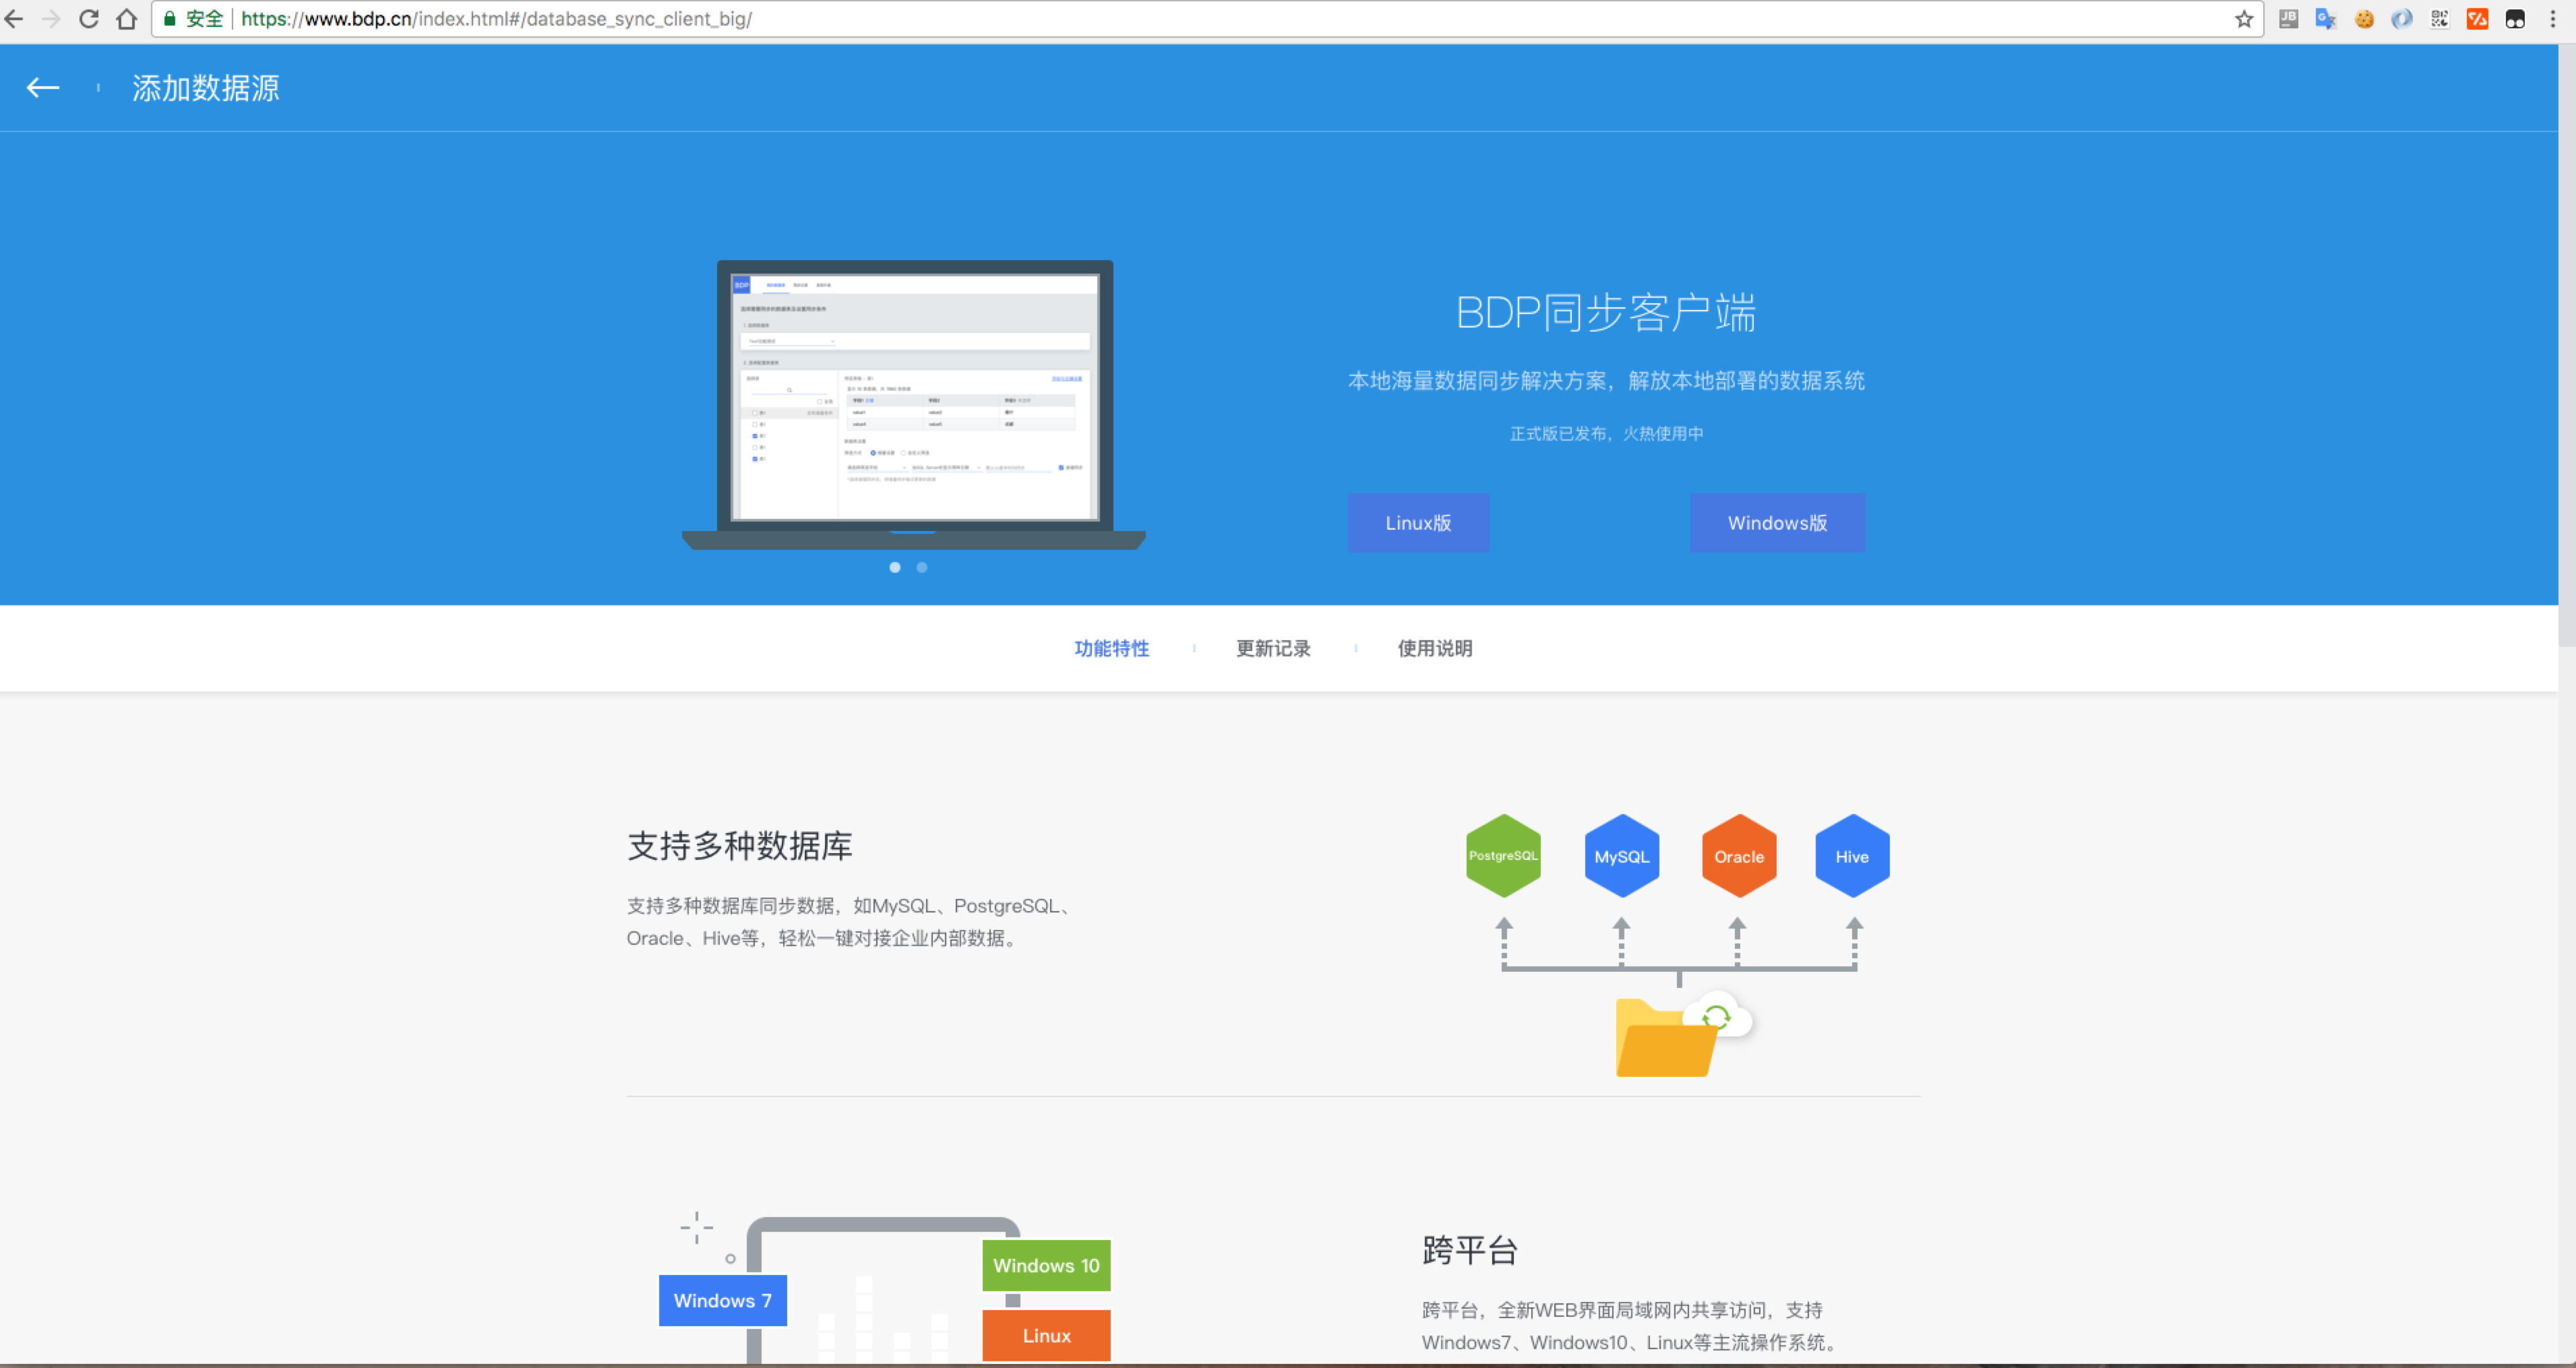 安全 https://www.bdp.cn/index.html#/database_sync_client_big/
添加数据源
BDP
BDP同步客户端
本地海量数据同步解决方案，解放本地部署的数据系统
正式版已发布，火热使用中
Linux版
Windows版
功能特性
更新记录
使用说明
支持多种数据库
支持多种数据库同步数据，如MySQL、PostgreSQL、
Oracle、Hive等，轻松一键对接企业内部数据。
PostgreSQL
MySQL
Oracle
Hive
Windows 7
Windows 10
Linux
跨平台
跨平台，全新WEB界面局域网内共享访问，支持
Windows7、Windows10、Linux等主流操作系统。